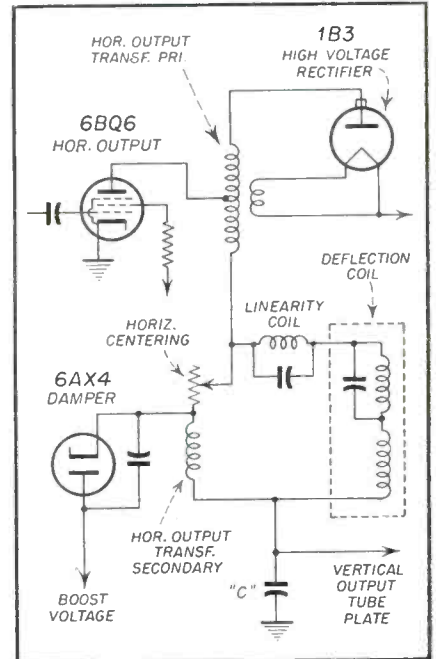 HOR. OUTPUT
TRANSF. PRI.
1B3
HIGH VOLTAGE
RECTIFIER
6BQ6
HOR. OUTPUT
DEFLECTION
COIL
LINEARITY
COIL
HORIZ.
CENTERING
6AX4
DAMPER
HOR. OUTPUT
TRANSF.
SECONDARY
"C"
BOOST
VOLTAGE
VERTICAL
OUTPUT
TUBE
PLATE